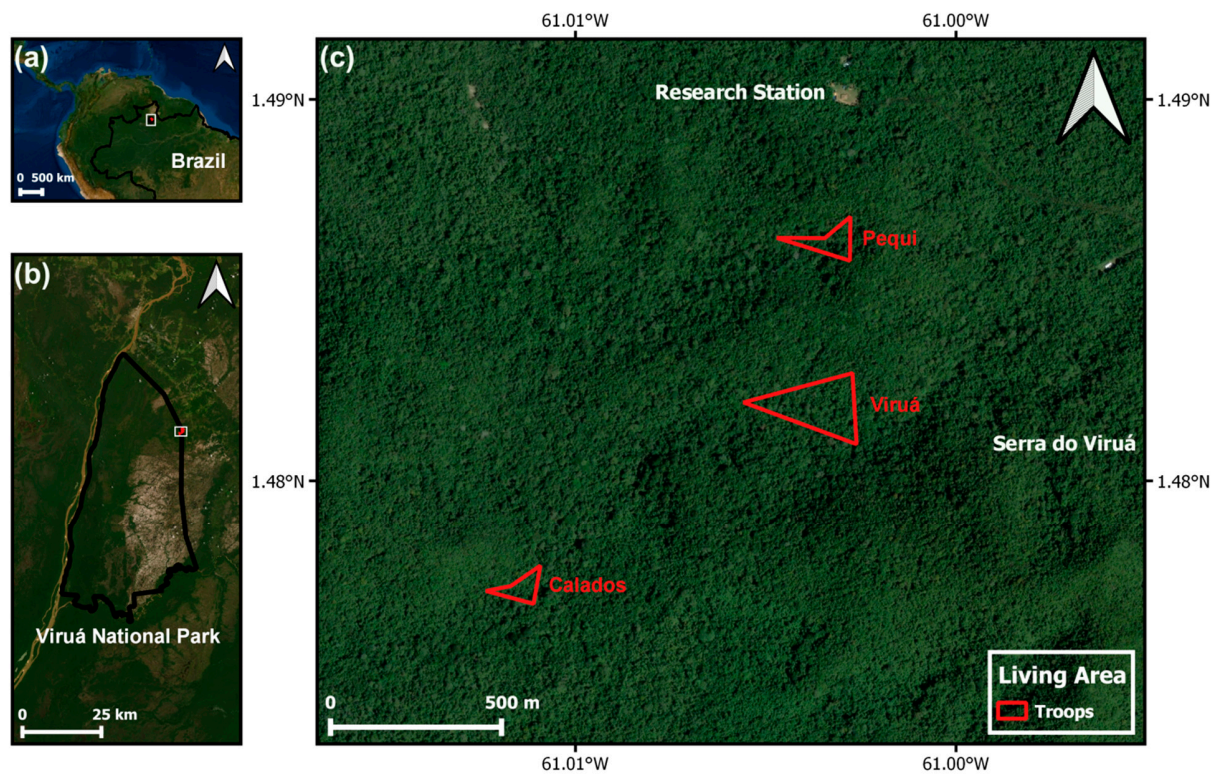 61.01°W 61.00°W
(a)
Brazil
0 500 km
(b)
Viruá National Park
0 25 km
(c)
Research Station
1.49°N 1.49°N
Pequi
Viruá
Serra do Viruá
1.48°N 1.48°N
Calados
0 500 m
Living Area
Troops
61.01°W 61.00°W